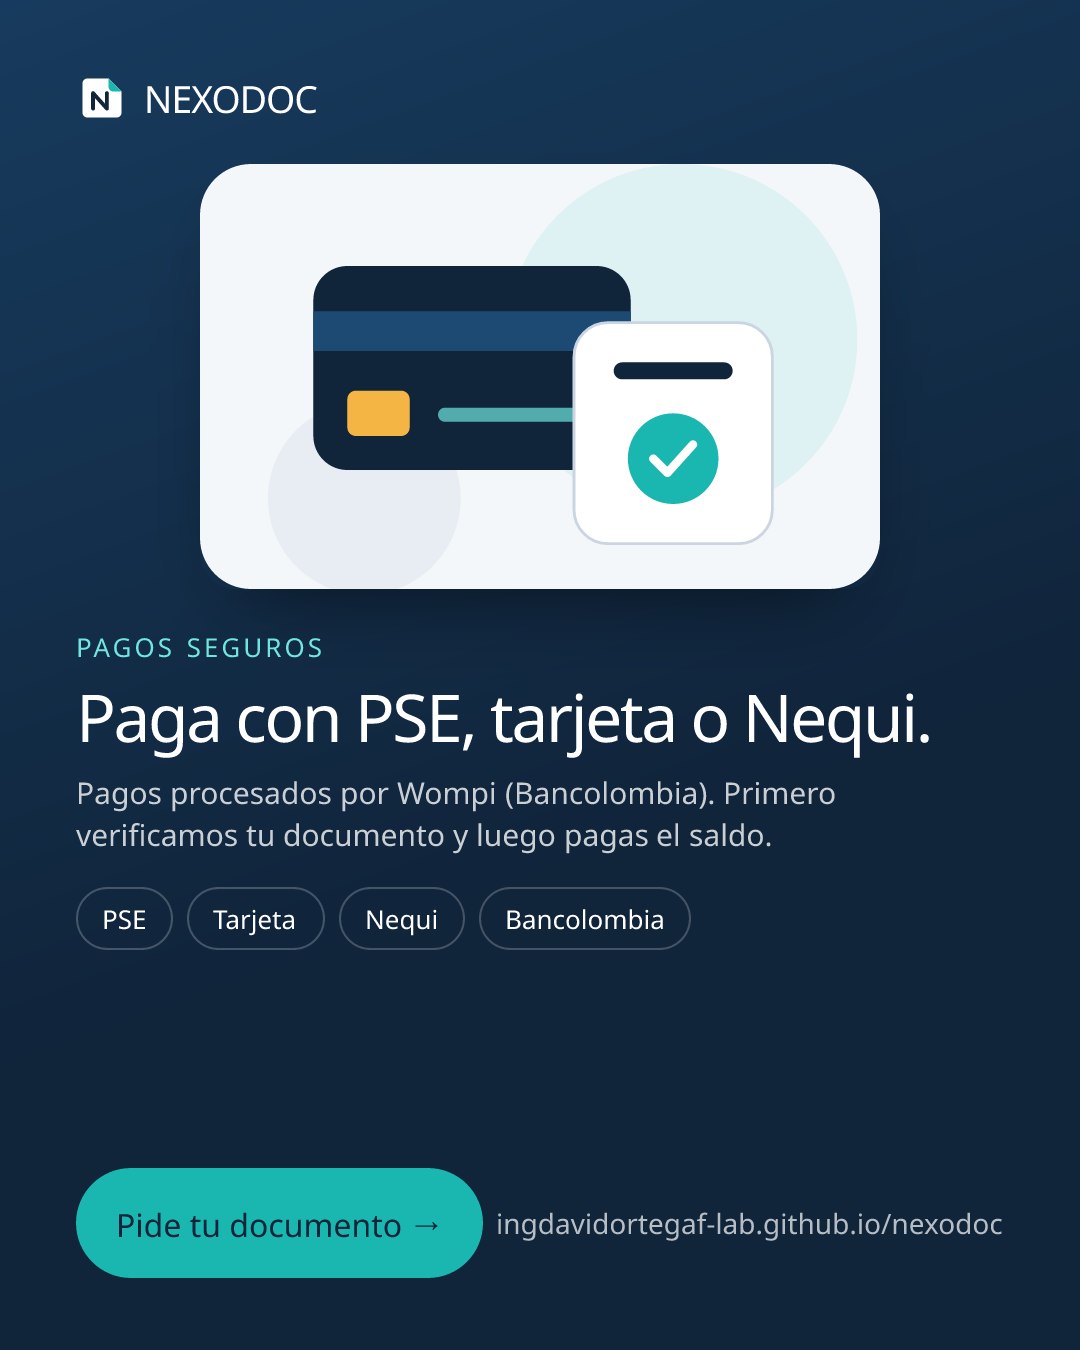 NEXODOC
PAGOS SEGUROS
Paga con PSE, tarjeta o Nequi.
Pagos procesados por Wompi (Bancolombia). Primero
verificamos tu documento y luego pagas el saldo.
PSE Tarjeta Nequi Bancolombia
Pide tu documento → ingdavidortegaf-lab.github.io/nexodoc